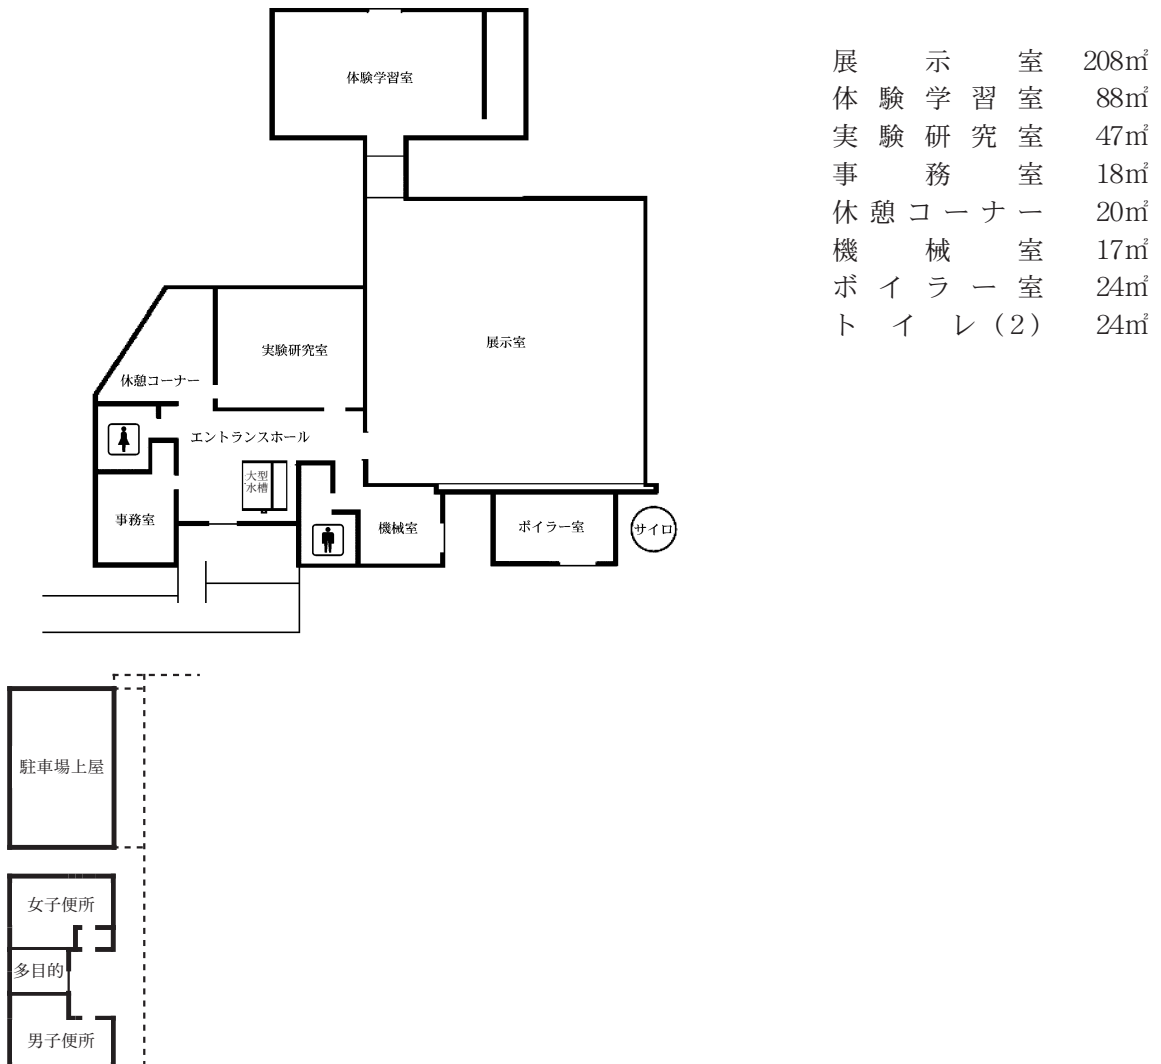 体験学習室
展示室 208㎡
体験学習室 88㎡
実験研究室 47㎡
事務室 18㎡
休憩コーナー 20㎡
機械室 17㎡
ボイラー室 24㎡
トイレ(2) 24㎡
実験研究室
展示室
休憩コーナー
エントランスホール
大型
水槽
事務室
機械室
ボイラー室
サイロ
駐車場上屋
女子便所
多目的
男子便所